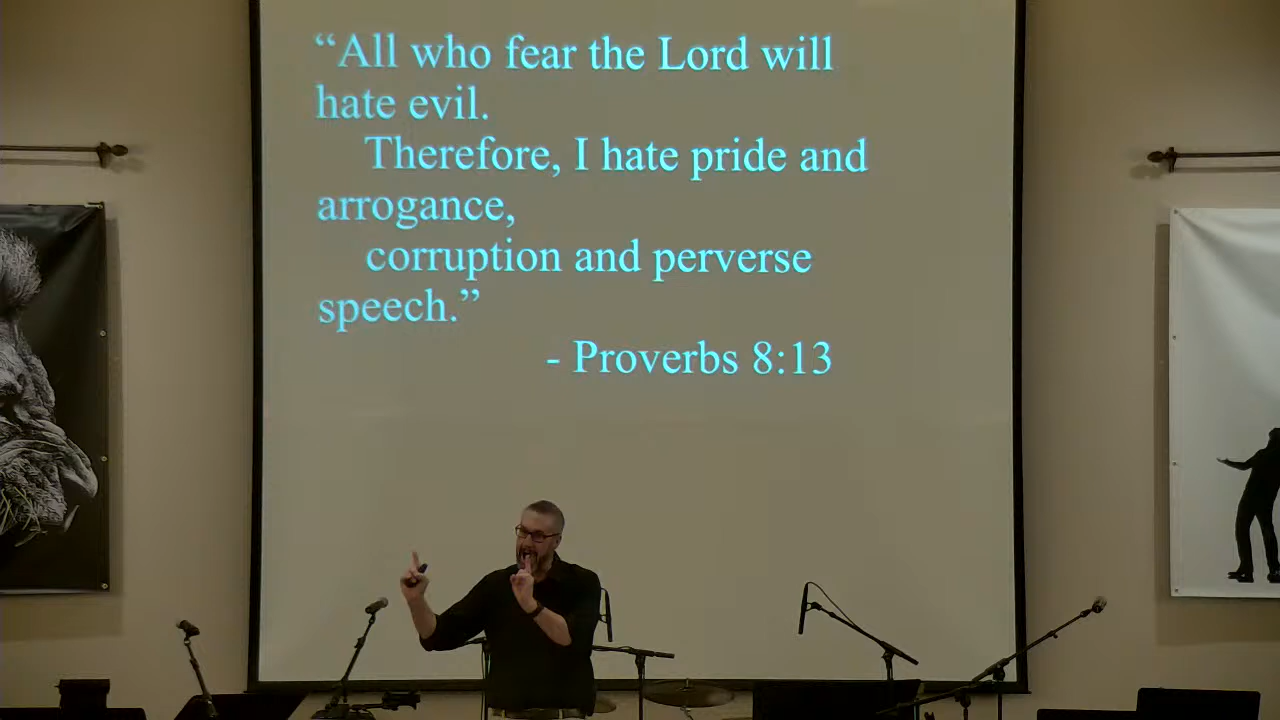 “All who fear the Lord will
hate evil.
Therefore, I hate pride and
arrogance,
corruption and perverse
speech.”
- Proverbs 8:13